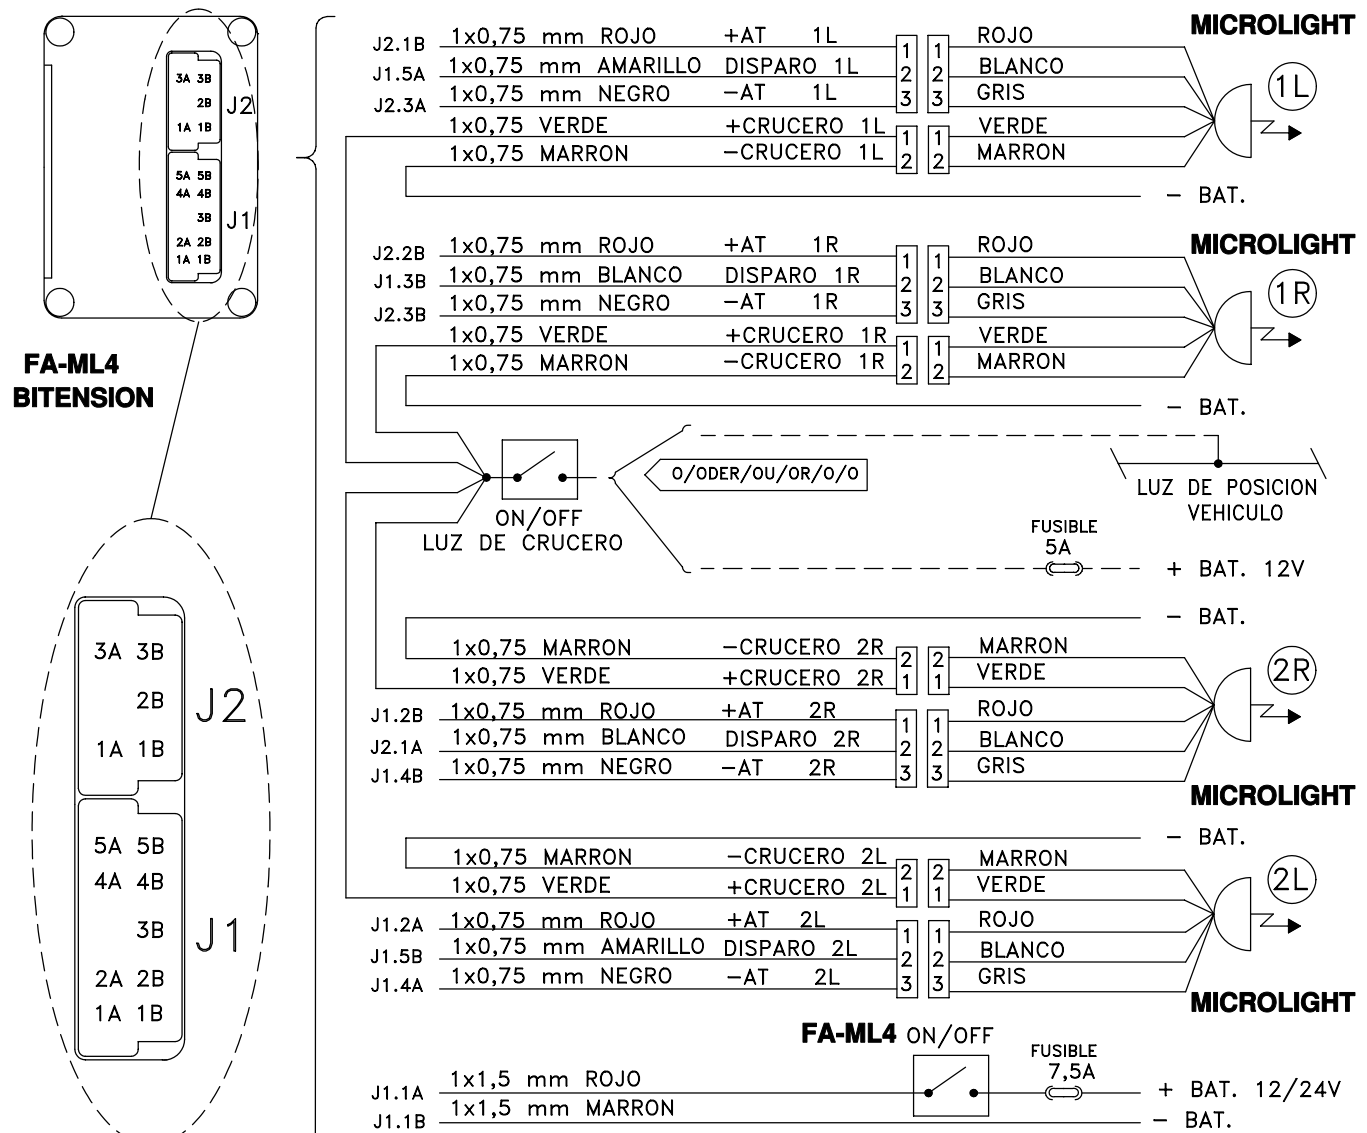 3A 3B
2B
1A 1B
J2
5A 5B
4A 4B
3B
2A 2B
1A 1B
J1
FA-ML4
BITENSION
3A 3B
2B
1A 1B
J2
5A 5B
4A 4B
3B
2A 2B
1A 1B
J1
MICROLIGHT
J2.1B 1x0,75 mm ROJO +AT 1L 1 1 ROJO
J1.5A 1x0,75 mm AMARILLO DISPARO 1L 2 2 BLANCO
J2.3A 1x0,75 mm NEGRO -AT 1L 3 3 GRIS
1x0,75 VERDE +CRUCERO 1L 1 1 VERDE
1x0,75 MARRON -CRUCERO 1L 2 2 MARRON
1L
- BAT.
MICROLIGHT
J2.2B 1x0,75 mm ROJO +AT 1R 1 1 ROJO
J1.3B 1x0,75 mm BLANCO DISPARO 1R 2 2 BLANCO
J2.3B 1x0,75 mm NEGRO -AT 1R 3 3 GRIS
1x0,75 VERDE +CRUCERO 1R 1 1 VERDE
1x0,75 MARRON -CRUCERO 1R 2 2 MARRON
1R
- BAT.
O/ODER/OU/OR/O/O
ON/OFF
LUZ DE CRUCERO
LUZ DE POSICION
VEHICULO
FUSIBLE
5A
+ BAT. 12V
- BAT.
1x0,75 MARRON -CRUCERO 2R 2 2 MARRON
1x0,75 VERDE +CRUCERO 2R 1 1 VERDE
J1.2B 1x0,75 mm ROJO +AT 2R 1 1 ROJO
J2.1A 1x0,75 mm BLANCO DISPARO 2R 2 2 BLANCO
J1.4B 1x0,75 mm NEGRO -AT 2R 3 3 GRIS
2R
MICROLIGHT
- BAT.
1x0,75 MARRON -CRUCERO 2L 2 2 MARRON
1x0,75 VERDE +CRUCERO 2L 1 1 VERDE
J1.2A 1x0,75 mm ROJO +AT 2L 1 1 ROJO
J1.5B 1x0,75 mm AMARILLO DISPARO 2L 2 2 BLANCO
J1.4A 1x0,75 mm NEGRO -AT 2L 3 3 GRIS
2L
MICROLIGHT
FA-ML4 ON/OFF
FUSIBLE
7,5A
J1.1A 1x1,5 mm ROJO + BAT. 12/24V
J1.1B 1x1,5 mm MARRON - BAT.